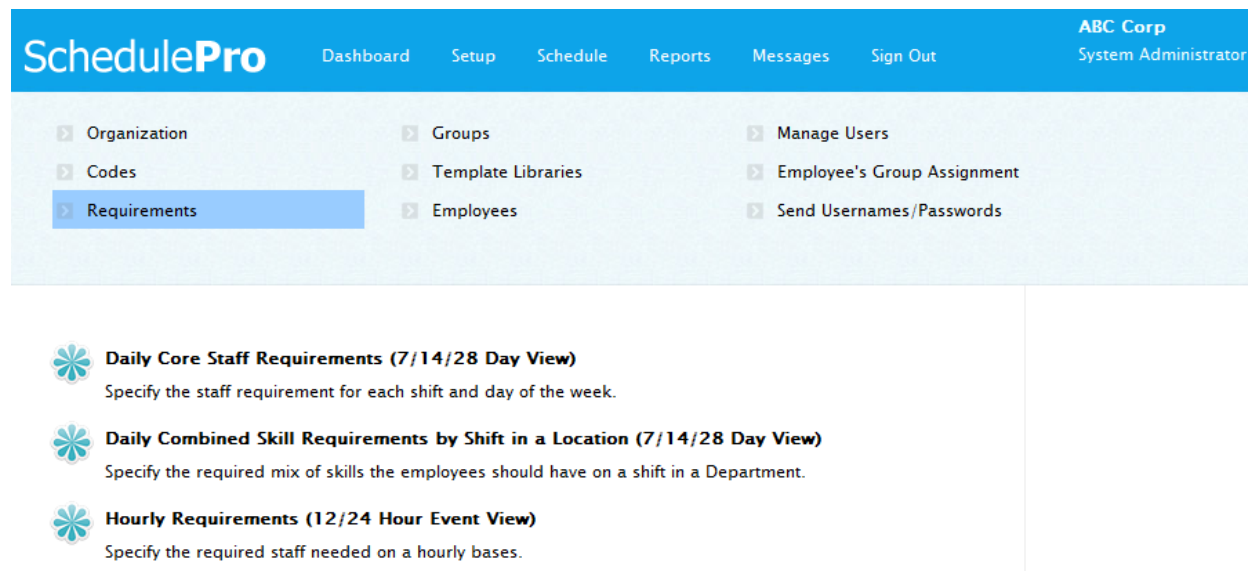 ABC Corp
SchedulePro Dashboard Setup Schedule Reports Messages Sign Out System Administrator
Organization Groups Manage Users
Codes Template Libraries Employee's Group Assignment
Requirements Employees Send Usernames/Passwords
Daily Core Staff Requirements (7/14/28 Day View)
Specify the staff requirement for each shift and day of the week.
Daily Combined Skill Requirements by Shift in a Location (7/14/28 Day View)
Specify the required mix of skills the employees should have on a shift in a Department.
Hourly Requirements (12/24 Hour Event View)
Specify the required staff needed on a hourly bases.